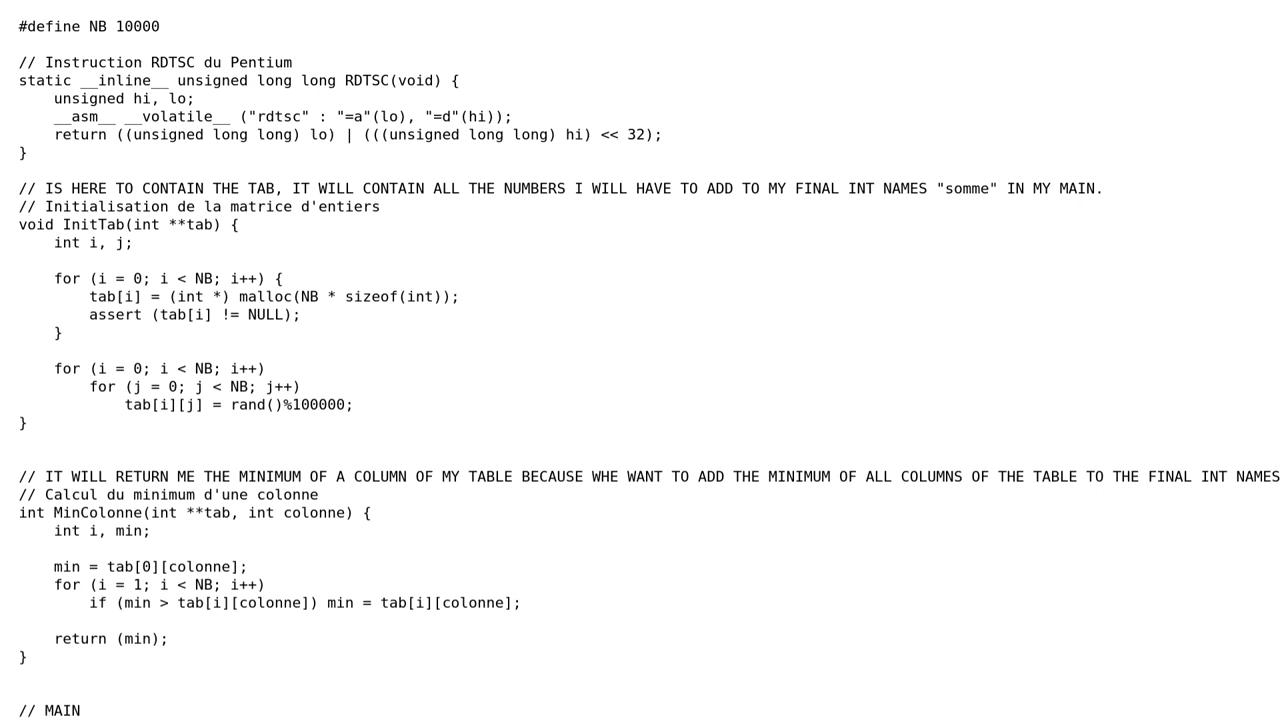 #define NB 10000
// Instruction RDTSC du Pentium
static __inline__ unsigned long long RDTSC(void) {
    unsigned hi, lo;
    __asm__ __volatile__ ("rdtsc" : "=a"(lo), "=d"(hi));
    return ((unsigned long long) lo) | (((unsigned long long) hi) << 32);
}
// IS HERE TO CONTAIN THE TAB, IT WILL CONTAIN ALL THE NUMBERS I WILL HAVE TO ADD TO MY FINAL INT NAMES "somme" IN MY MAIN.
// Initialisation de la matrice d'entiers
void InitTab(int **tab) {
    int i, j;
    for (i = 0; i < NB; i++) {
        tab[i] = (int *) malloc(NB * sizeof(int));
        assert (tab[i] != NULL);
    }
    for (i = 0; i < NB; i++)
        for (j = 0; j < NB; j++)
            tab[i][j] = rand()%100000;
}
// IT WILL RETURN ME THE MINIMUM OF A COLUMN OF MY TABLE BECAUSE WHE WANT TO ADD THE MINIMUM OF ALL COLUMNS OF THE TABLE TO THE FINAL INT NAMES
// Calcul du minimum d'une colonne
int MinColonne(int **tab, int colonne) {
    int i, min;
    min = tab[0][colonne];
    for (i = 1; i < NB; i++)
        if (min > tab[i][colonne]) min = tab[i][colonne];
    return (min);
}
// MAIN